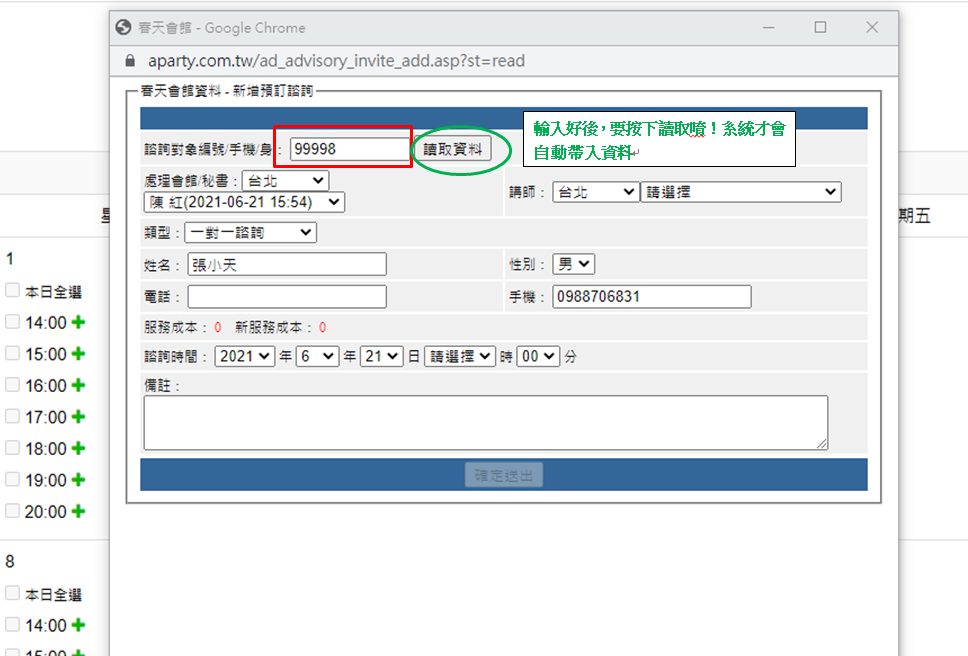 春天會館 - Google Chrome
aparty.com.tw/ad_advisory_invite_add.asp?st=read
春天會館資料 - 新增預訂諮詢
諮詢對象編號/手機/身 : 99998 讀取資料
輸入好後，要按下讀取唷！系統才會
自動帶入資料
處理會館/秘書 : 台北
陳 紅(2021-06-21 15:54)
講師 : 台北 請選擇
類型 : 一對一諮詢
姓名 : 張小天 性別 : 男
電話 : 手機 : 0988706831
服務成本 : 0 新服務成本 : 0
諮詢時間 : 2021 年 6 年 21 日 請選擇 時 00 分
備註 :
確定送出
期五
1
本日全選
14:00
15:00
16:00
17:00
18:00
19:00
20:00
8
本日全選
14:00
15:00